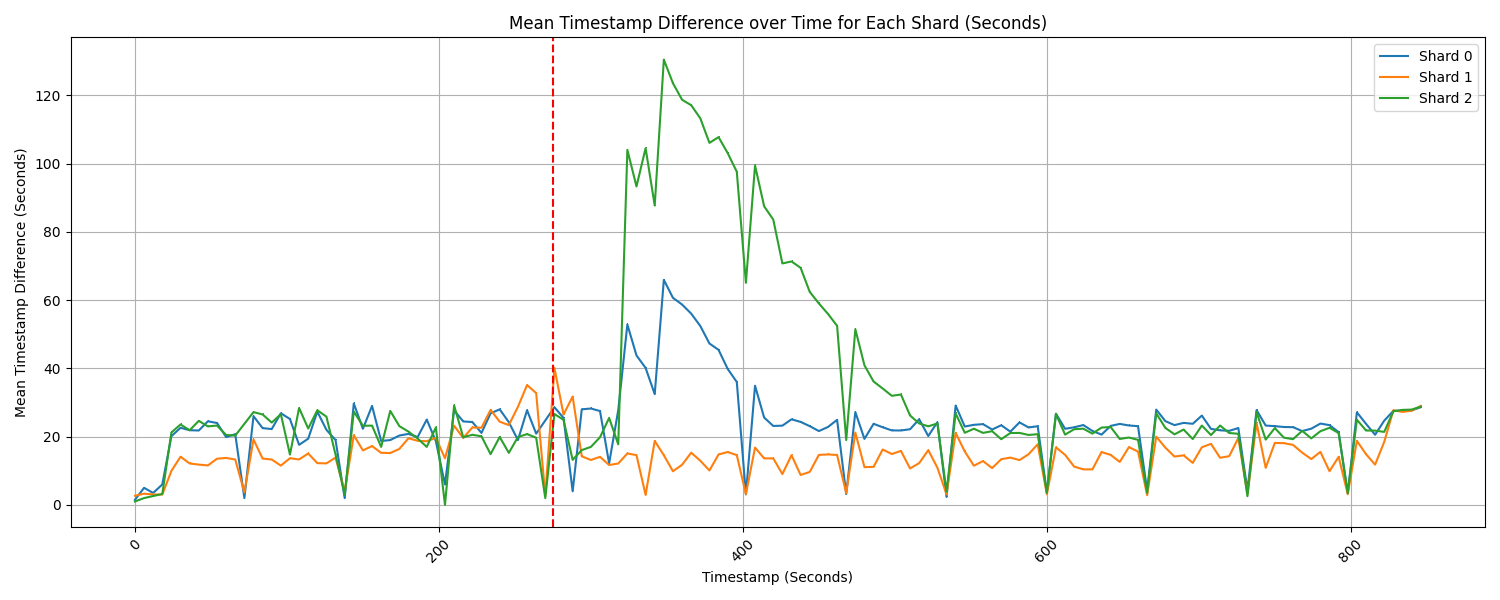 Mean Timestamp Difference over Time for Each Shard (Seconds)
Shard 0
Shard 1
Shard 2
Mean Timestamp Difference (Seconds)
120
100
80
60
40
20
0
0
200
400
600
800
Timestamp (Seconds)